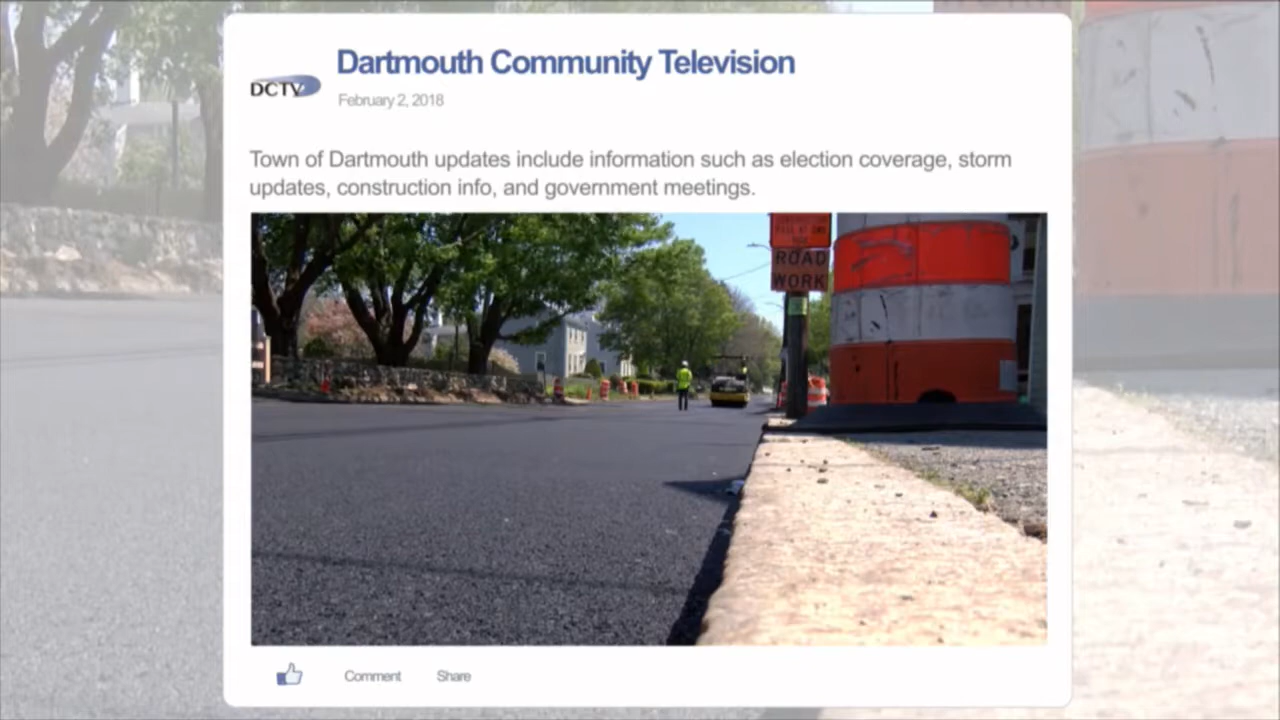 Dartmouth Community Television
DCTV
February 2, 2018
Town of Dartmouth updates include information such as election coverage, storm
updates, construction info, and government meetings.
ROAD
WORK
Comment Share